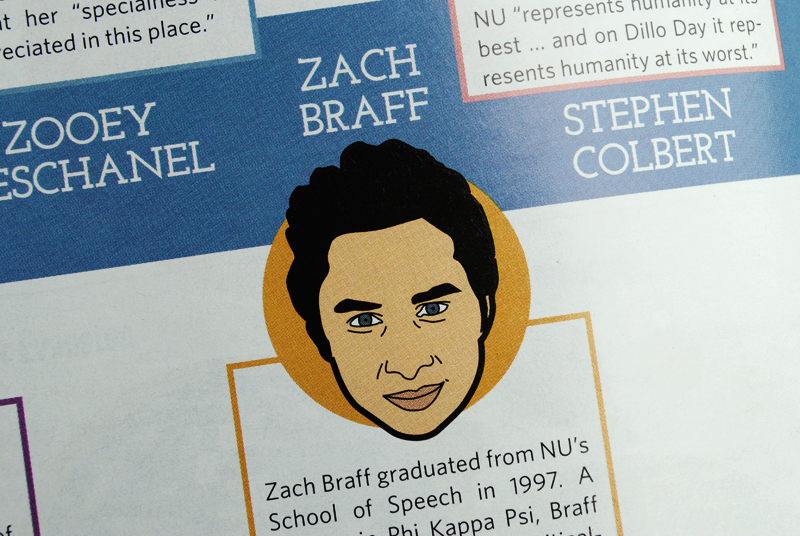 her “specialness
reciated in this place.”
ZOOEY
ESCHANEL
ZACH
BRAFF
NU “represents humanity at its
best ... and on Dillo Day it rep-
resents humanity at its worst.”
STEPHEN
COLBERT
Zach Braff graduated from NU’s
School of Speech in 1997. A
Phi Kappa Psi, Braff
of